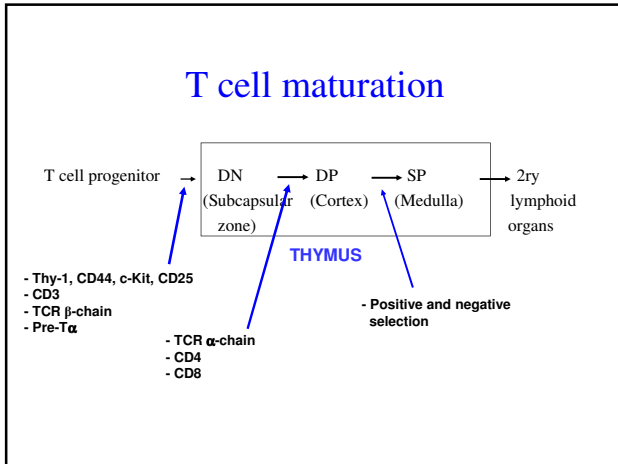 T cell maturation
T cell progenitor DN DP SP 2ry
(Subcapsular (Cortex) (Medulla) lymphoid
zone) organs
THYMUS
- Thy-1, CD44, c-Kit, CD25
- CD3
- TCR β-chain
- Pre-Tα
- TCR α-chain
- CD4
- CD8
- Positive and negative
selection